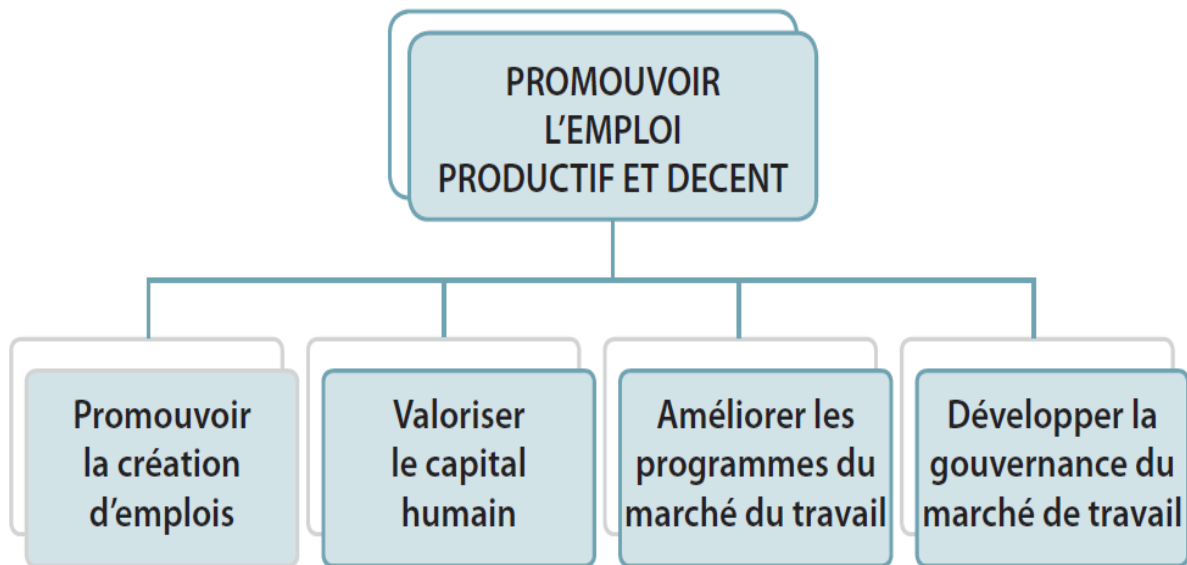 PROMOUVOIR
L’EMPLOI
PRODUCTIF ET DECENT
Promouvoir
la création
d’emplois
Valoriser
le capital
humain
Améliorer les
programmes du
marché du travail
Développer la
gouvernance du
marché de travail